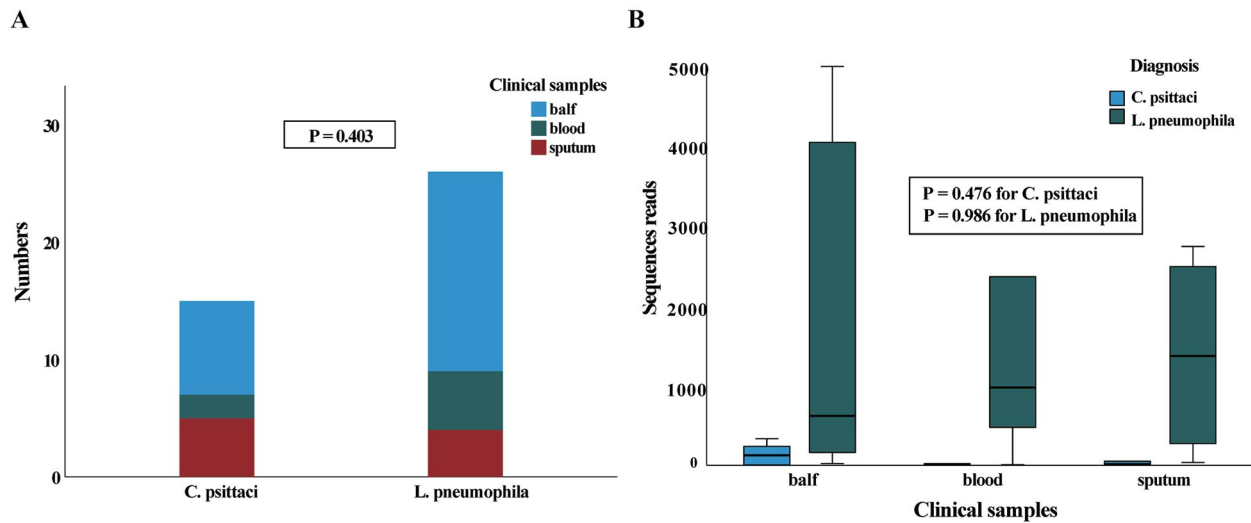 A
Clinical samples
balf
blood
sputum
P = 0.403
Numbers
30
20
10
0
C. psittaci
L. pneumophila
B
Diagnosis
C. psittaci
L. pneumophila
P = 0.476 for C. psittaci
P = 0.986 for L. pneumophila
Sequences reads
5000
4000
3000
2000
1000
0
balf
blood
sputum
Clinical samples